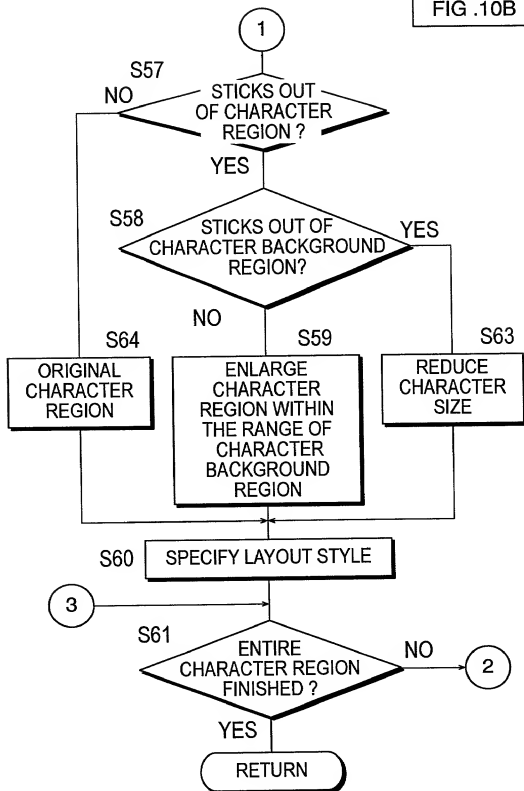 FIG .10B
1
S57
STICKS OUT
OF CHARACTER
REGION ?
NO
YES
S58
STICKS OUT OF
CHARACTER BACKGROUND
REGION?
YES
NO
S64
ORIGINAL
CHARACTER
REGION
S59
ENLARGE
CHARACTER
REGION WITHIN
THE RANGE OF
CHARACTER
BACKGROUND
REGION
S63
REDUCE
CHARACTER
SIZE
S60
SPECIFY LAYOUT STYLE
3
S61
ENTIRE
CHARACTER REGION
FINISHED ?
NO
2
YES
RETURN